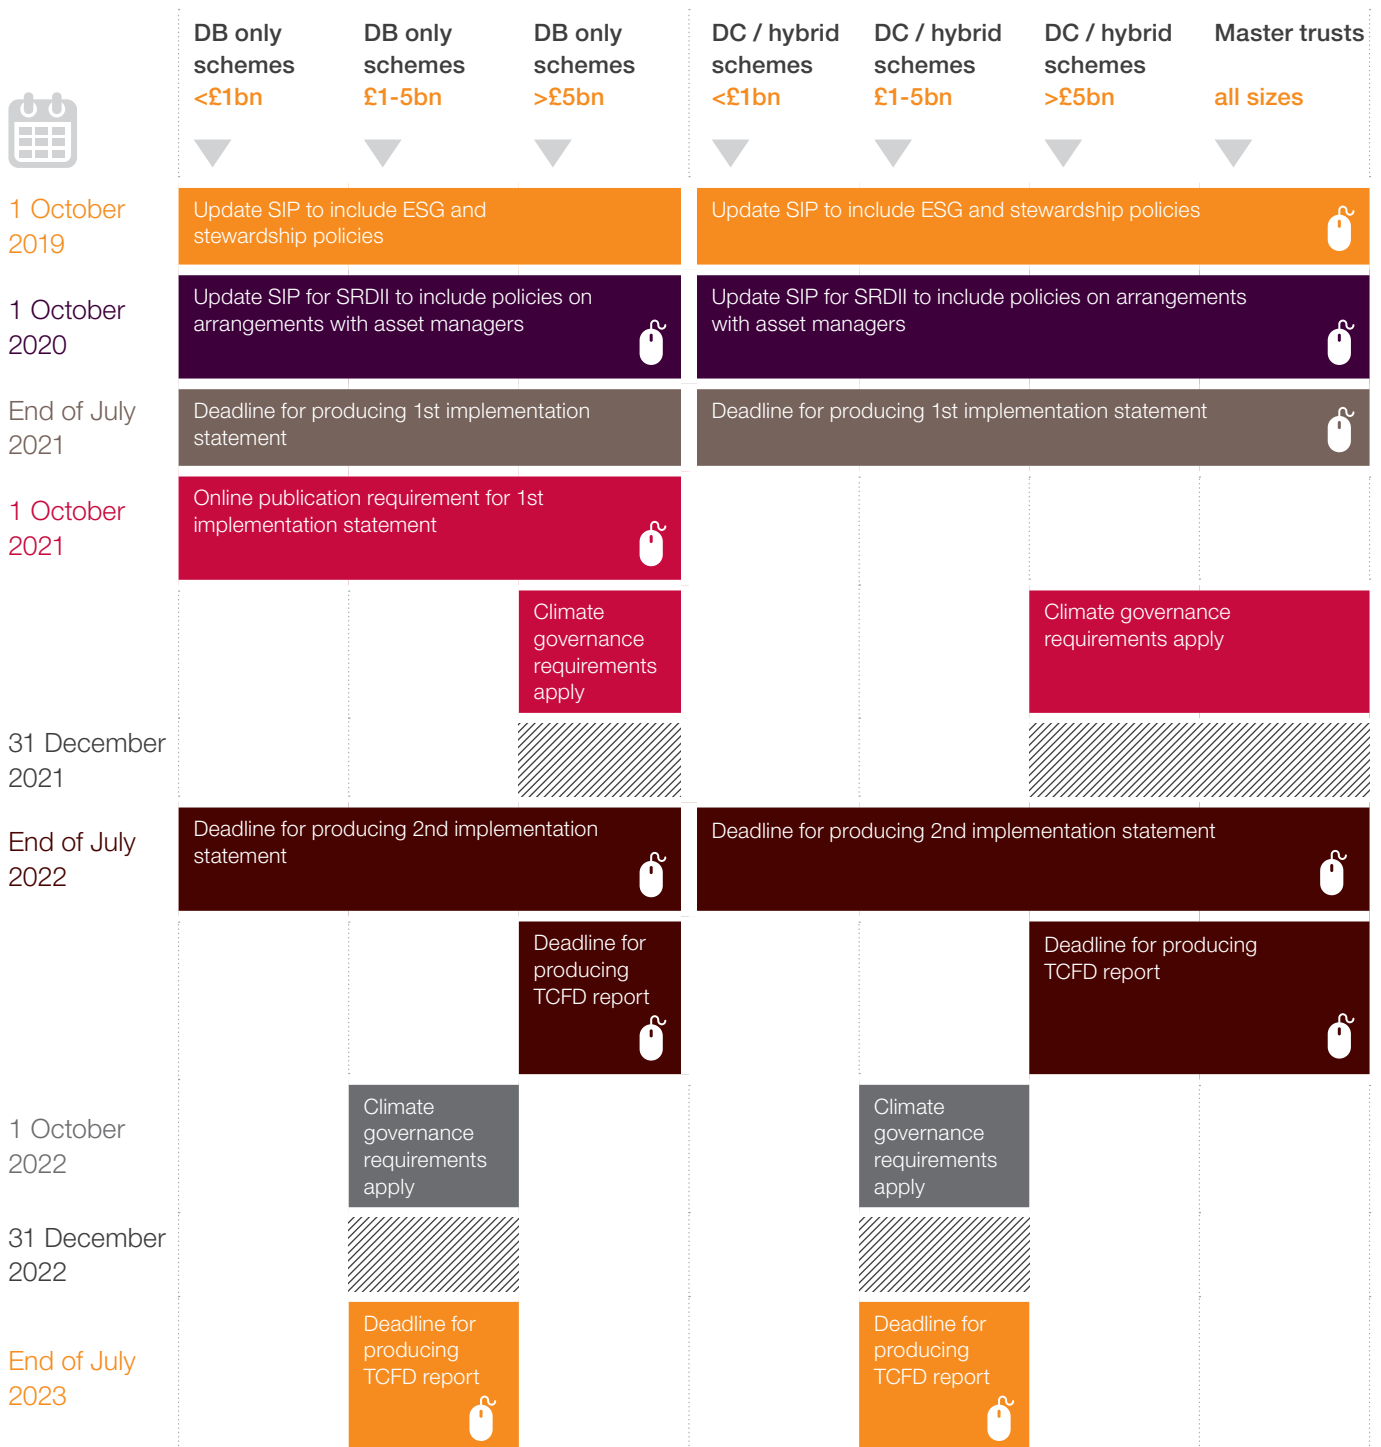 DB only
schemes
<£1bn
DB only
schemes
£1-5bn
DB only
schemes
>£5bn
DC / hybrid
schemes
<£1bn
DC / hybrid
schemes
£1-5bn
DC / hybrid
schemes
>£5bn
Master trusts
all sizes
1 October
2019
Update SIP to include ESG and
stewardship policies
Update SIP to include ESG and stewardship policies
1 October
2020
Update SIP for SRDII to include policies on
arrangements with asset managers
Update SIP for SRDII to include policies on arrangements
with asset managers
End of July
2021
Deadline for producing 1st implementation
statement
Deadline for producing 1st implementation statement
1 October
2021
Online publication requirement for 1st
implementation statement
Climate
governance
requirements
apply
Climate governance
requirements apply
31 December
2021
End of July
2022
Deadline for producing 2nd implementation
statement
Deadline for producing 2nd implementation statement
Deadline for
producing
TCFD report
Deadline for producing
TCFD report
1 October
2022
Climate
governance
requirements
apply
Climate
governance
requirements
apply
31 December
2022
End of July
2023
Deadline for
producing
TCFD report
Deadline for
producing
TCFD report